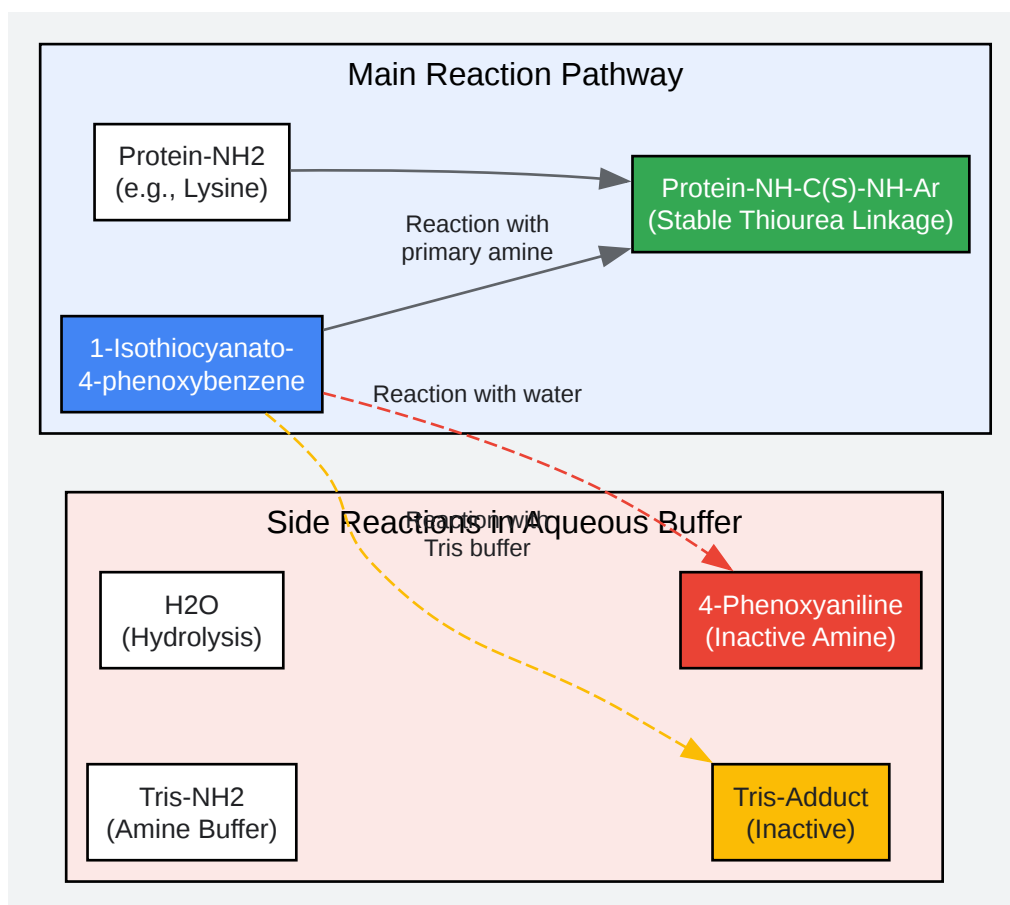 Main Reaction Pathway
Protein-NH2
(e.g., Lysine)
Protein-NH-C(S)-NH-Ar
(Stable Thiourea Linkage)
Reaction with
primary amine
1-Isothiocyanato-
4-phenoxybenzene
Reaction with water
Side Reactions in Aqueous Buffer
Reaction with
Tris buffer
H2O
(Hydrolysis)
4-Phenoxyaniline
(Inactive Amine)
Tris-NH2
(Amine Buffer)
Tris-Adduct
(Inactive)